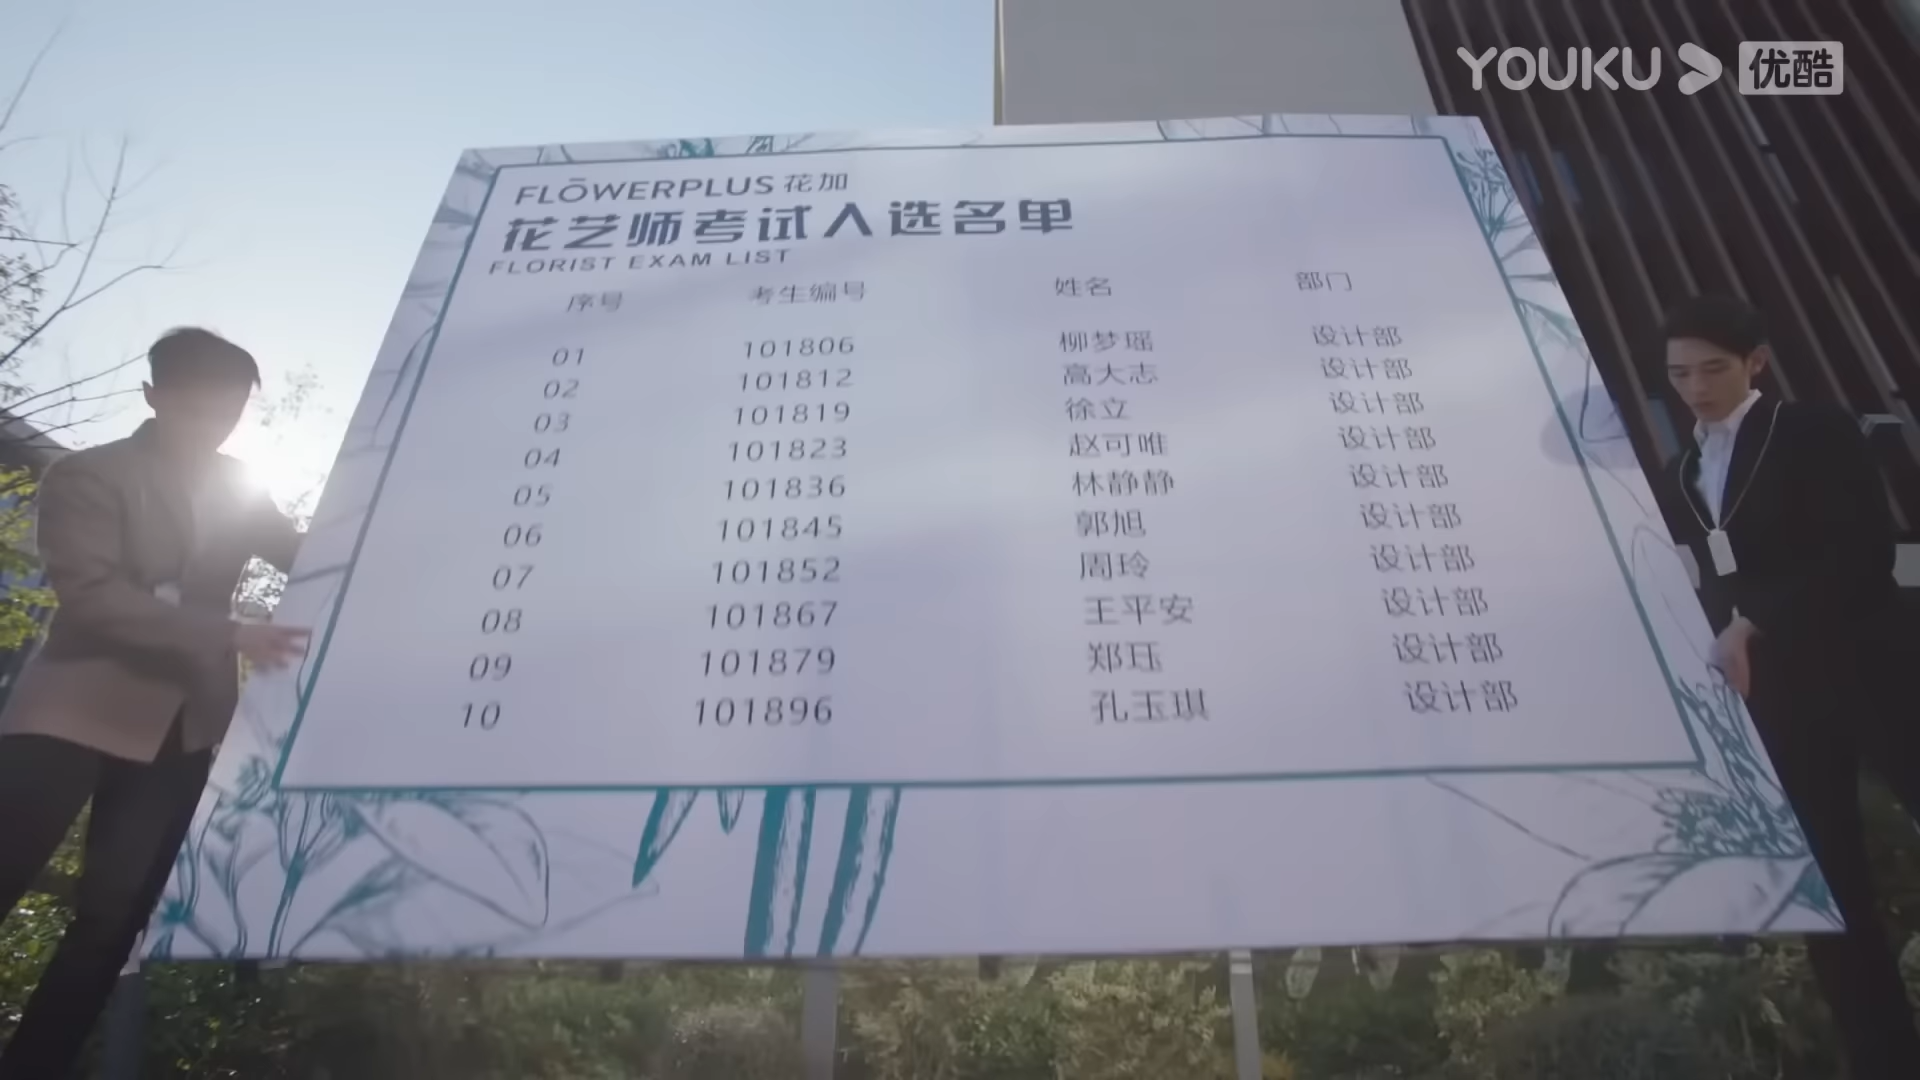 YOUKU 优酷
FLŌWERPLUS 花加
花艺师考试入选名单
FLORIST EXAM LIST
序号 考生编号 姓名 部门
01 101806 柳梦瑶 设计部
02 101812 高大志 设计部
03 101819 徐立 设计部
04 101823 赵可唯 设计部
05 101836 林静静 设计部
06 101845 郭旭 设计部
07 101852 周玲 设计部
08 101867 王平安 设计部
09 101879 郑珏 设计部
10 101896 孔玉琪 设计部